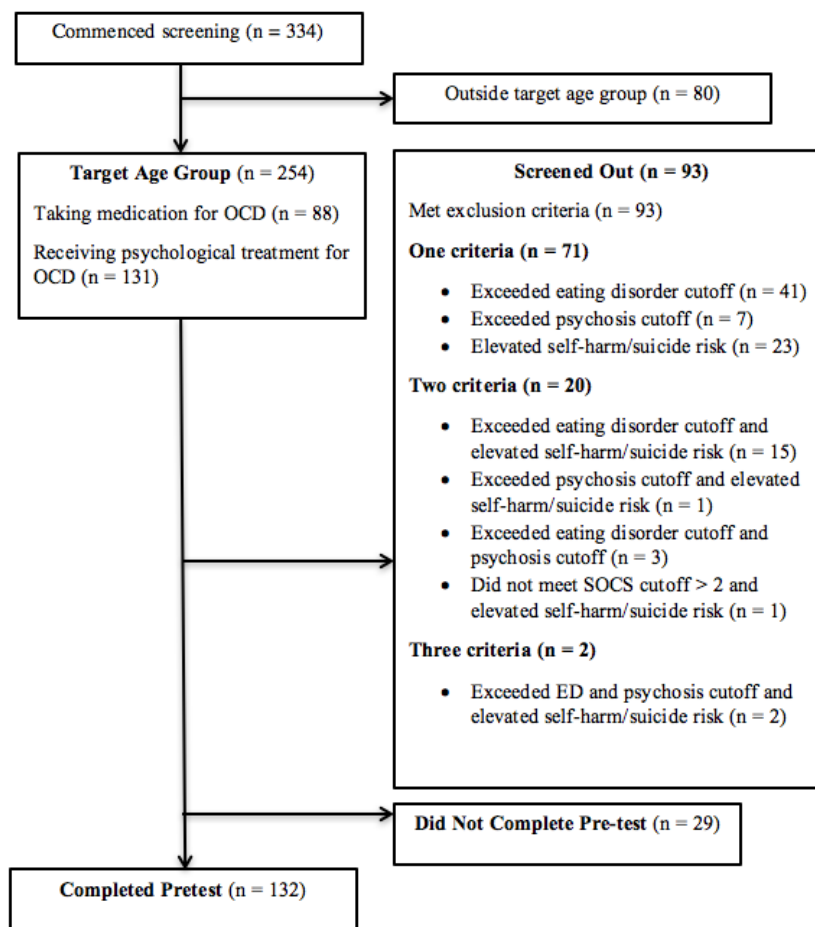 Commenced screening (n = 334)
Outside target age group (n = 80)
Target Age Group (n = 254)
Taking medication for OCD (n = 88)
Receiving psychological treatment for
OCD (n = 131)
Screened Out (n = 93)
Met exclusion criteria (n = 93)
One criteria (n = 71)
• Exceeded eating disorder cutoff (n = 41)
• Exceeded psychosis cutoff (n = 7)
• Elevated self-harm/suicide risk (n = 23)
Two criteria (n = 20)
• Exceeded eating disorder cutoff and
elevated self-harm/suicide risk (n = 15)
• Exceeded psychosis cutoff and elevated
self-harm/suicide risk (n = 1)
• Exceeded eating disorder cutoff and
psychosis cutoff (n = 3)
• Did not meet SOCS cutoff > 2 and
elevated self-harm/suicide risk (n = 1)
Three criteria (n = 2)
• Exceeded ED and psychosis cutoff and
elevated self-harm/suicide risk (n = 2)
Did Not Complete Pre-test (n = 29)
Completed Pretest (n = 132)